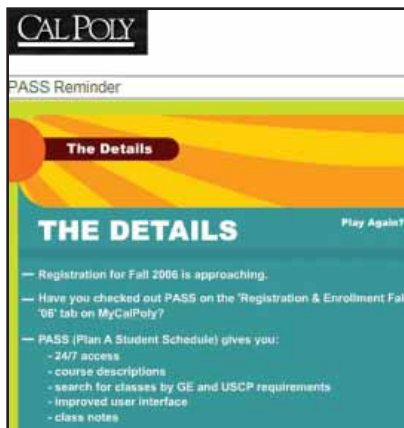 CAL POLY
PASS Reminder
The Details
THE DETAILS
Play Again?
— Registration for Fall 2006 is approaching.
— Have you checked out PASS on the 'Registration & Enrollment Fal
'06' tab on MyCalPoly?
— PASS (Plan A Student Schedule) gives you:
- 24/7 access
- course descriptions
- search for classes by GE and USCP requirements
- improved user interface
- class notes